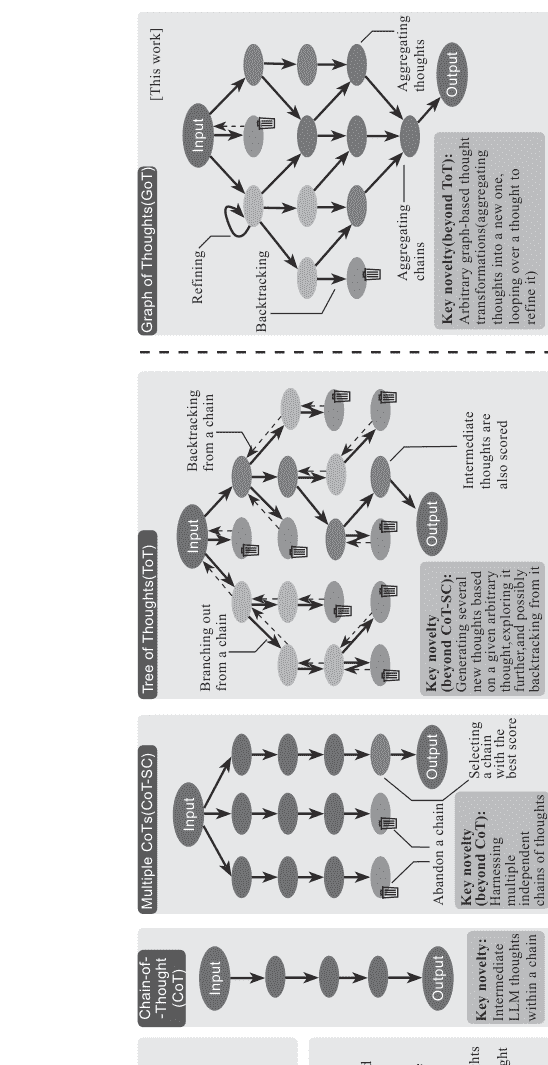 Chain-of-
-Thought
(CoT)
Input
Output
Key novelty:
Intermediate
LLM thoughts
within a chain
Multiple CoTs(CoT-SC)
Input
Abandon a chain
Output
Selecting
a chain
with the
best score
Key novelty
(beyond CoT):
Harnessing
multiple
independent
chains of thoughts
Tree of Thoughts(ToT)
Input
Branching out
from a chain
Backtracking
from a chain
Output
Intermediate
thoughts are
also scored
Key novelty
(beyond CoT-SC):
Generating several
new thoughts based
on a given arbitrary
thought,exploring it
further,and possibly
backtracking from it
Graph of Thoughts(GoT)
[This work]
Input
Refining
Backtracking
Aggregating
chains
Aggregating
thoughts
Output
Key novelty(beyond ToT):
Arbitrary graph-based thought
transformations(aggregating
thoughts into a new one,
looping over a thought to
refine it)